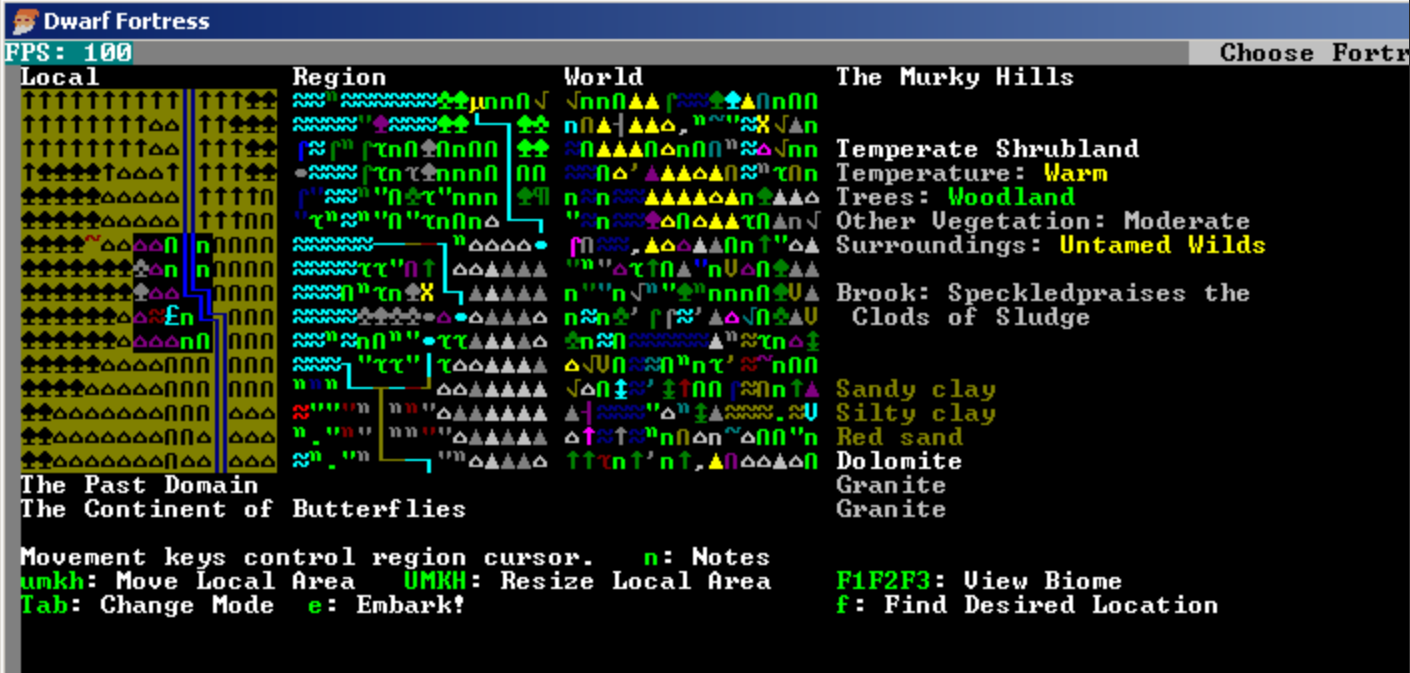 Dwarf Fortress
FPS: 100 Choose Fortr
Local Region World The Murky Hills
Temperate Shrubland
Temperature: Warm
Trees: Woodland
Other Vegetation: Moderate
Surroundings: Untamed Wilds
Brook: Speckledpraises the
Clods of Sludge
Sandy clay
Silty clay
Red sand
Dolomite
The Past Domain Granite
The Continent of Butterflies Granite
Movement keys control region cursor. n: Notes
umkh: Move Local Area UMKH: Resize Local Area F1F2F3: View Biome
Tab: Change Mode e: Embark! f: Find Desired Location